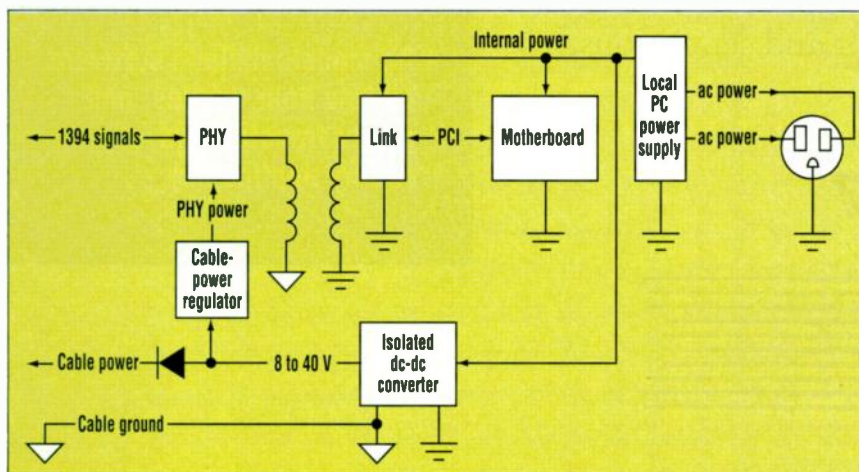 Internal power
Local
PC
power
supply
ac power
ac power
1394 signals
PHY
Link
PCI
Motherboard
PHY power
Cable-
power
regulator
Isolated
dc-dc
converter
Cable power
8 to 40 V
Cable ground